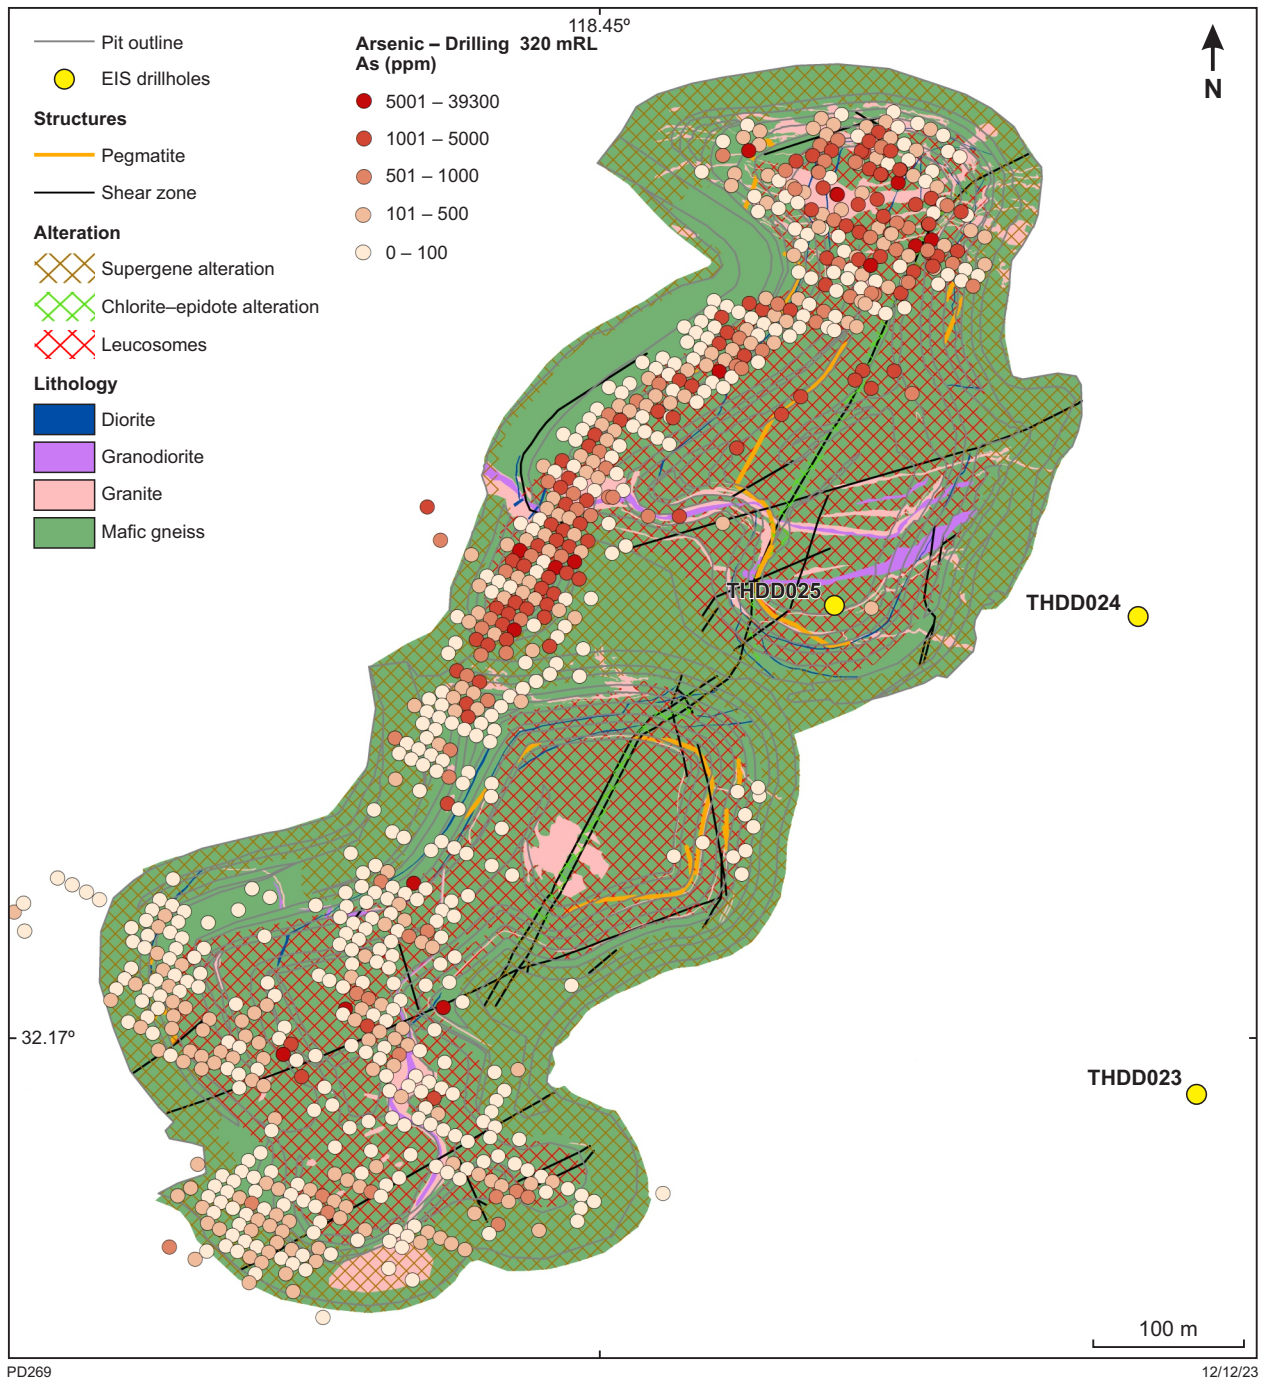 118.45º
Pit outline
EIS drillholes
Structures
Pegmatite
Shear zone
Alteration
Supergene alteration
Chlorite–epidote alteration
Leucosomes
Lithology
Diorite
Granodiorite
Granite
Mafic gneiss
Arsenic – Drilling 320 mRL
As (ppm)
5001 – 39300
1001 – 5000
501 – 1000
101 – 500
0 – 100
N
THDD025
THDD024
32.17º
THDD023
100 m
PD269
12/12/23